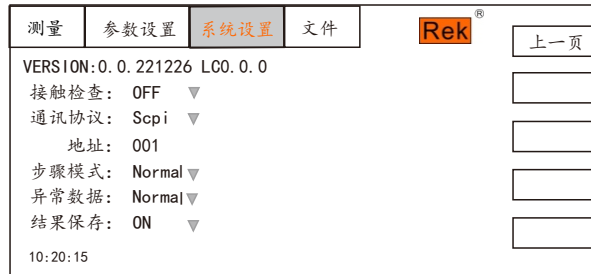 测量 参数设置 系统设置 文件 Rek ® 上一页
VERSION:0.0.221226 LC0.0.0
接触检查: OFF ▼
通讯协议: Scpi ▼
地址: 001
步骤模式: Normal ▼
异常数据: Normal ▼
结果保存: ON ▼
10:20:15